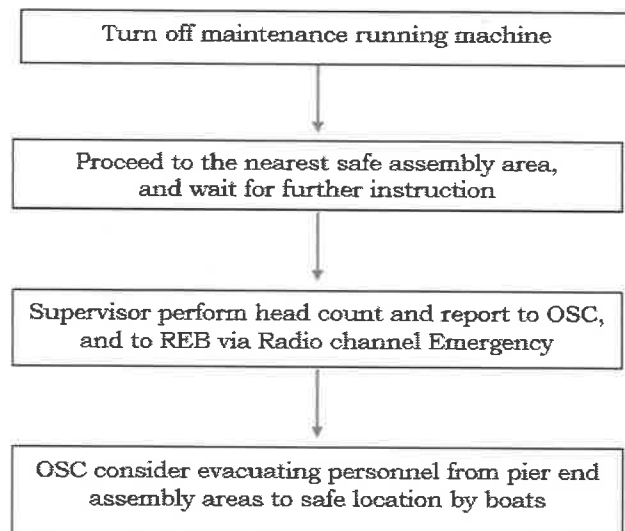 Turn off maintenance running machine
Proceed to the nearest safe assembly area,
and wait for further instruction
Supervisor perform head count and report to OSC,
and to REB via Radio channel Emergency
OSC consider evacuating personnel from pier end
assembly areas to safe location by boats